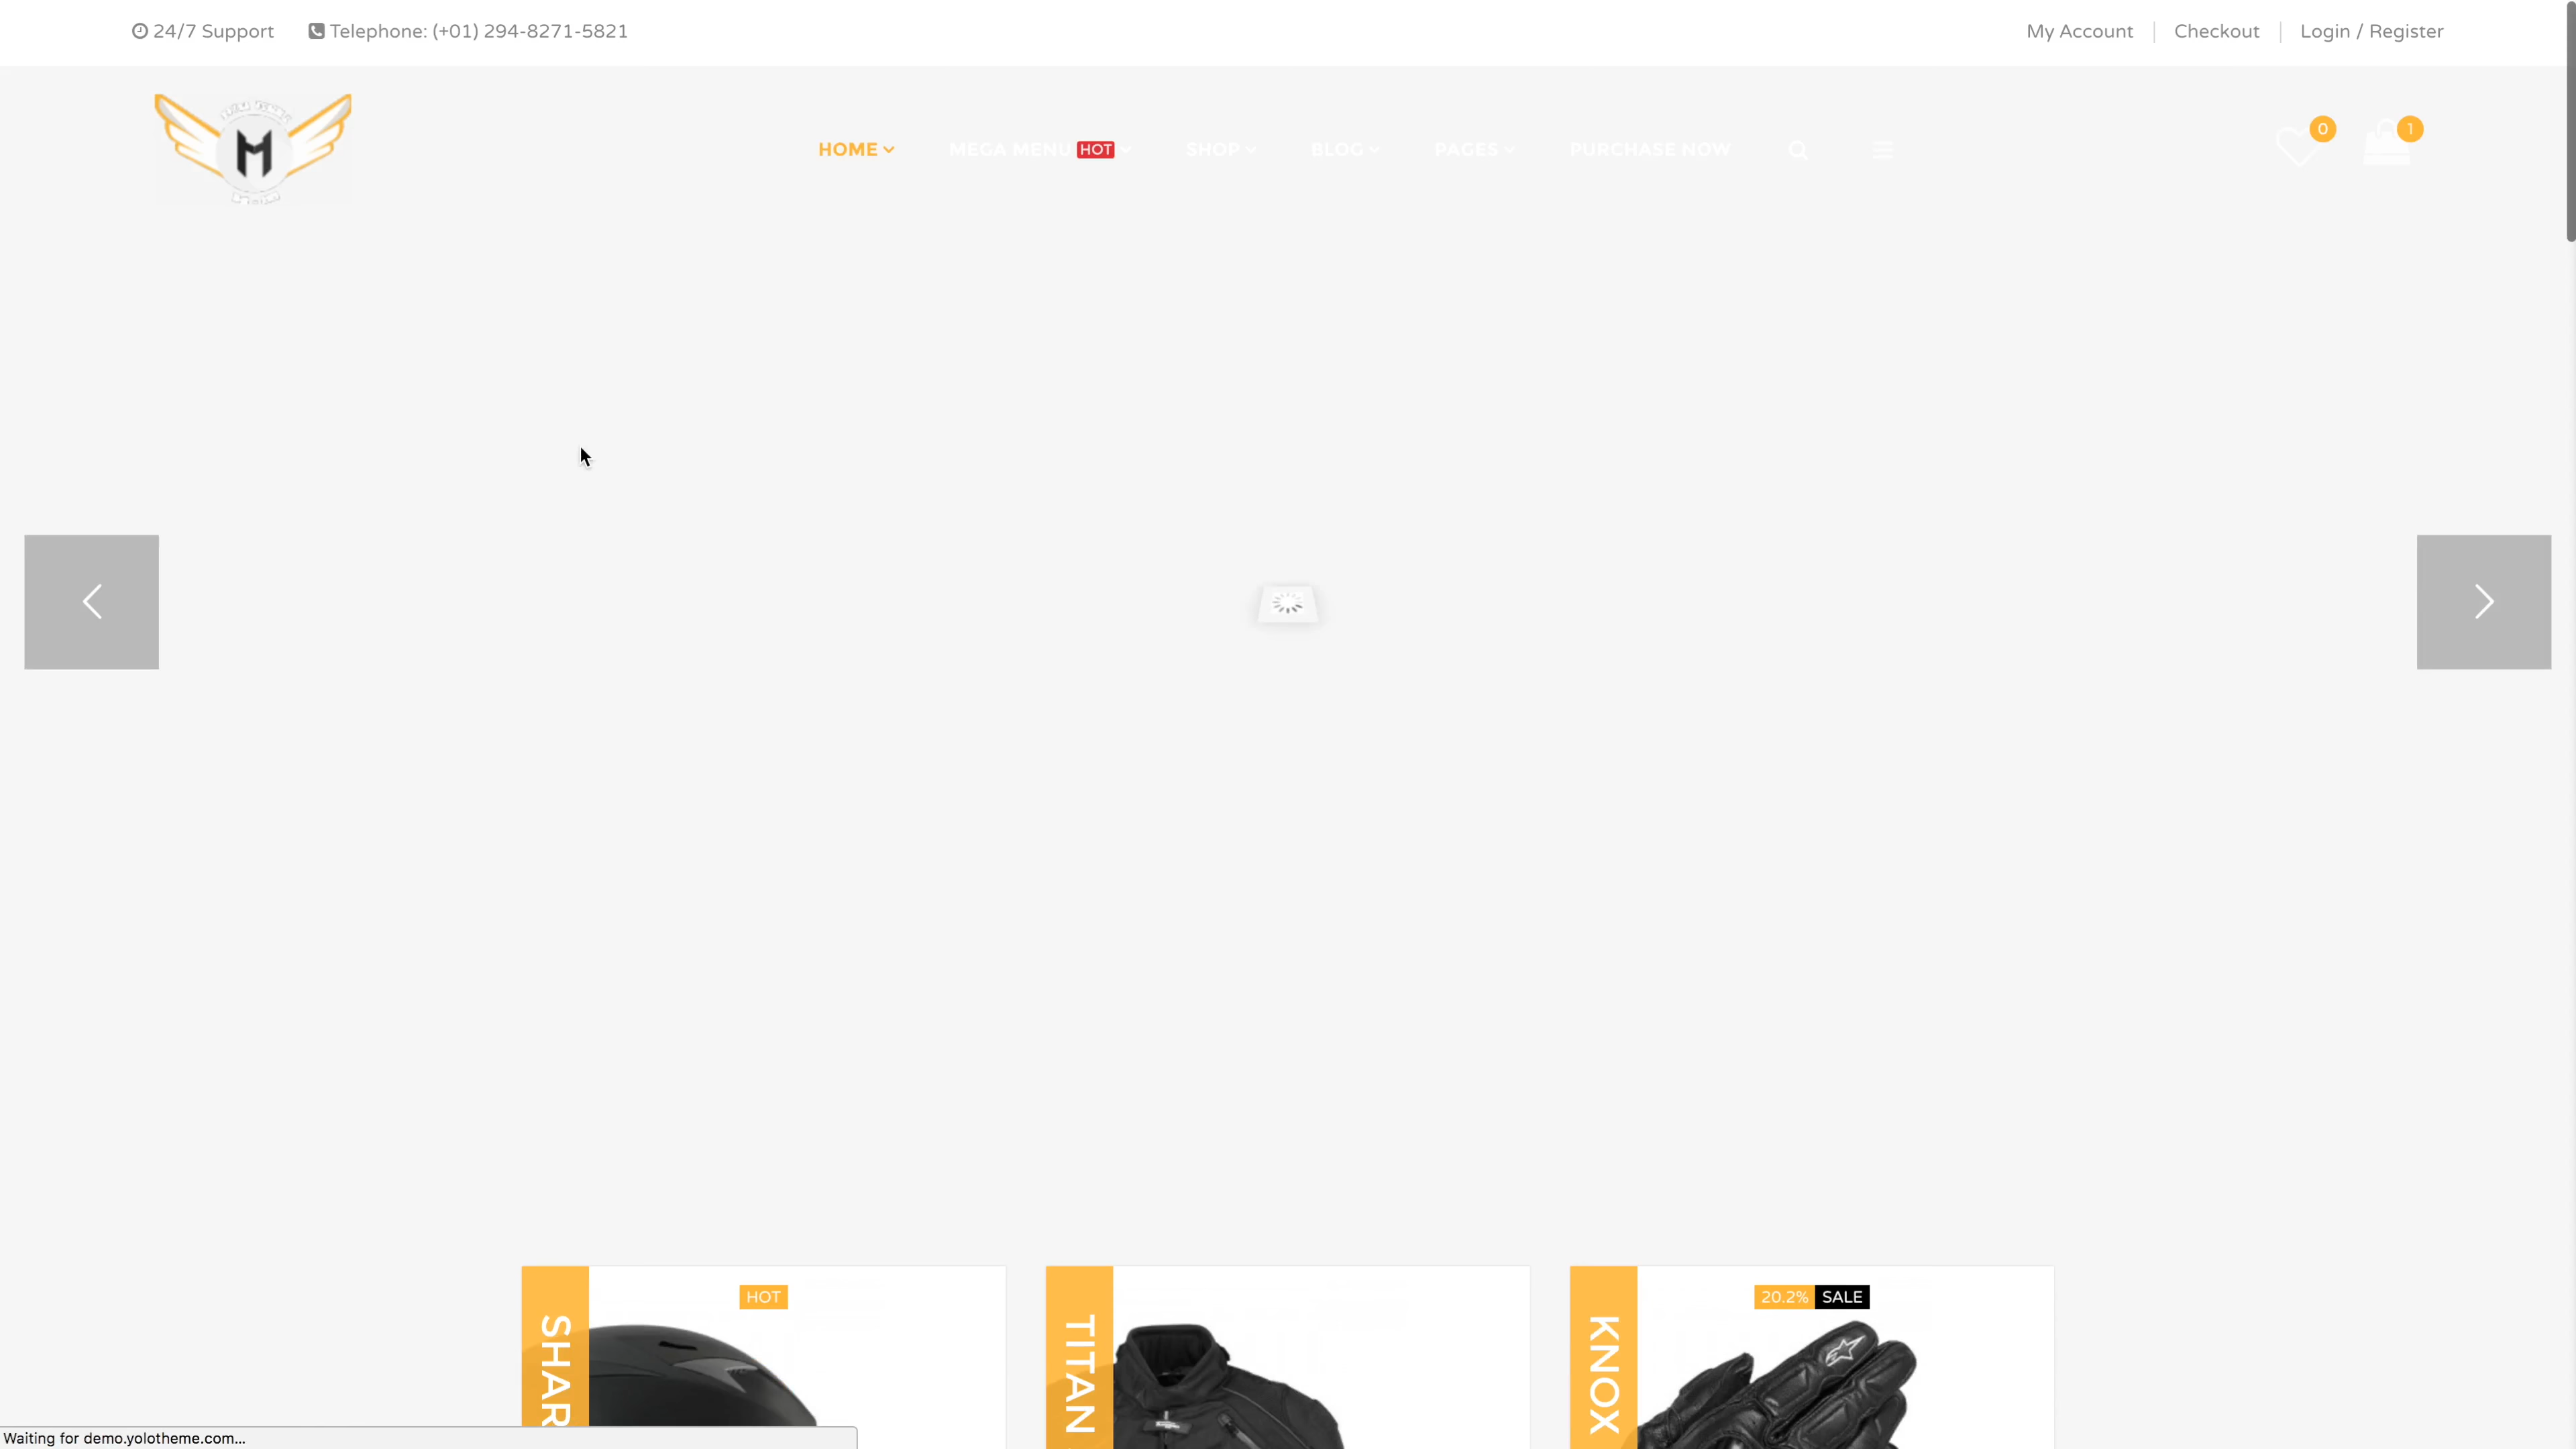 24/7 Support Telephone: (+01) 294-8271-5821 My Account Checkout Login / Register
M
HOME MEGA MENU HOT SHOP BLOG PAGES PURCHASE NOW 0 1
HOT
20.2% SALE
SHAR
TITAN
KNOX
Waiting for demo.yolotheme.com...